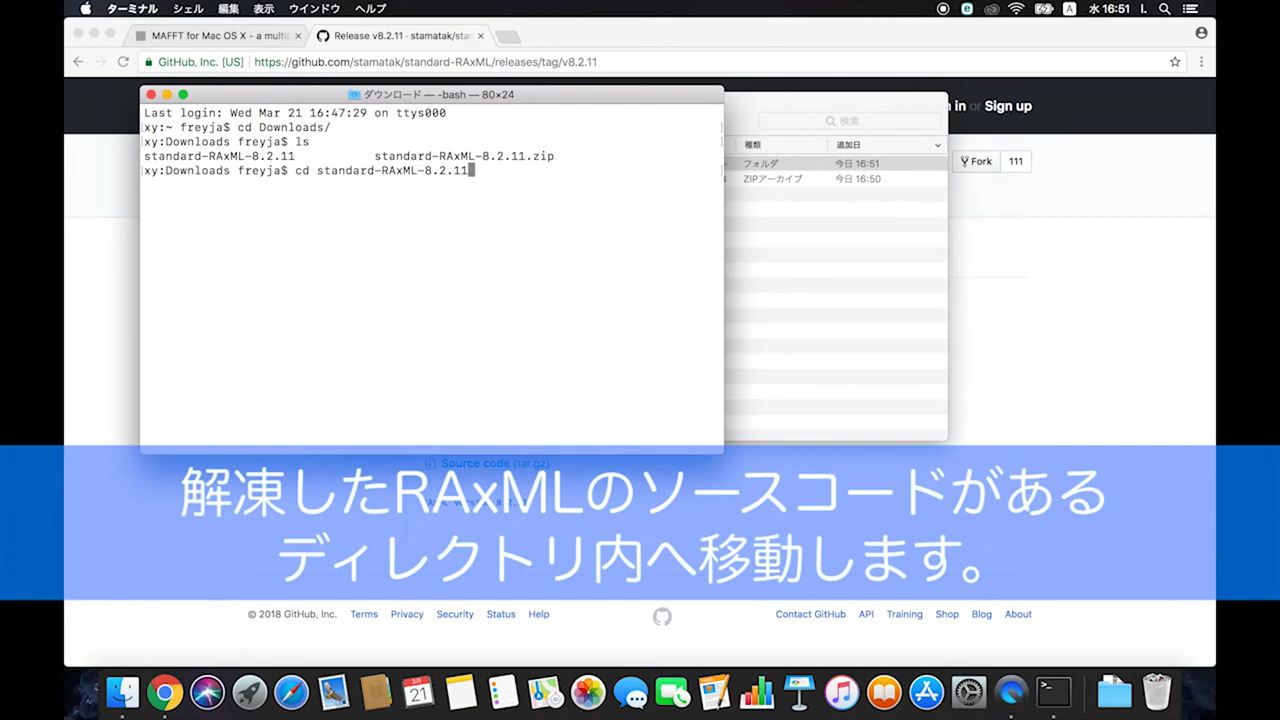 ターミナル シェル 編集 表示 ウインドウ ヘルプ
水 16:51
MAFFT for Mac OS X - a multip
Release v8.2.11 · stamatak/sta
GitHub, Inc. [US] https://github.com/stamatak/standard-RAxML/releases/tag/v8.2.11
ダウンロード — -bash — 80×24
in or Sign up
Last login: Wed Mar 21 16:47:29 on ttys000
xy:~ freyja$ cd Downloads/
xy:Downloads freyja$ ls
standard-RAxML-8.2.11 standard-RAxML-8.2.11.zip
xy:Downloads freyja$ cd standard-RAxML-8.2.11
検索
種類 追加日
フォルダ 今日 16:51
ZIPアーカイブ 今日 16:50
Fork 111
Source code (tar.gz)
解凍したRAxMLのソースコードがある
ディレクトリ内へ移動します。
© 2018 GitHub, Inc. Terms Privacy Security Status Help
Contact GitHub API Training Shop Blog About
3月
21